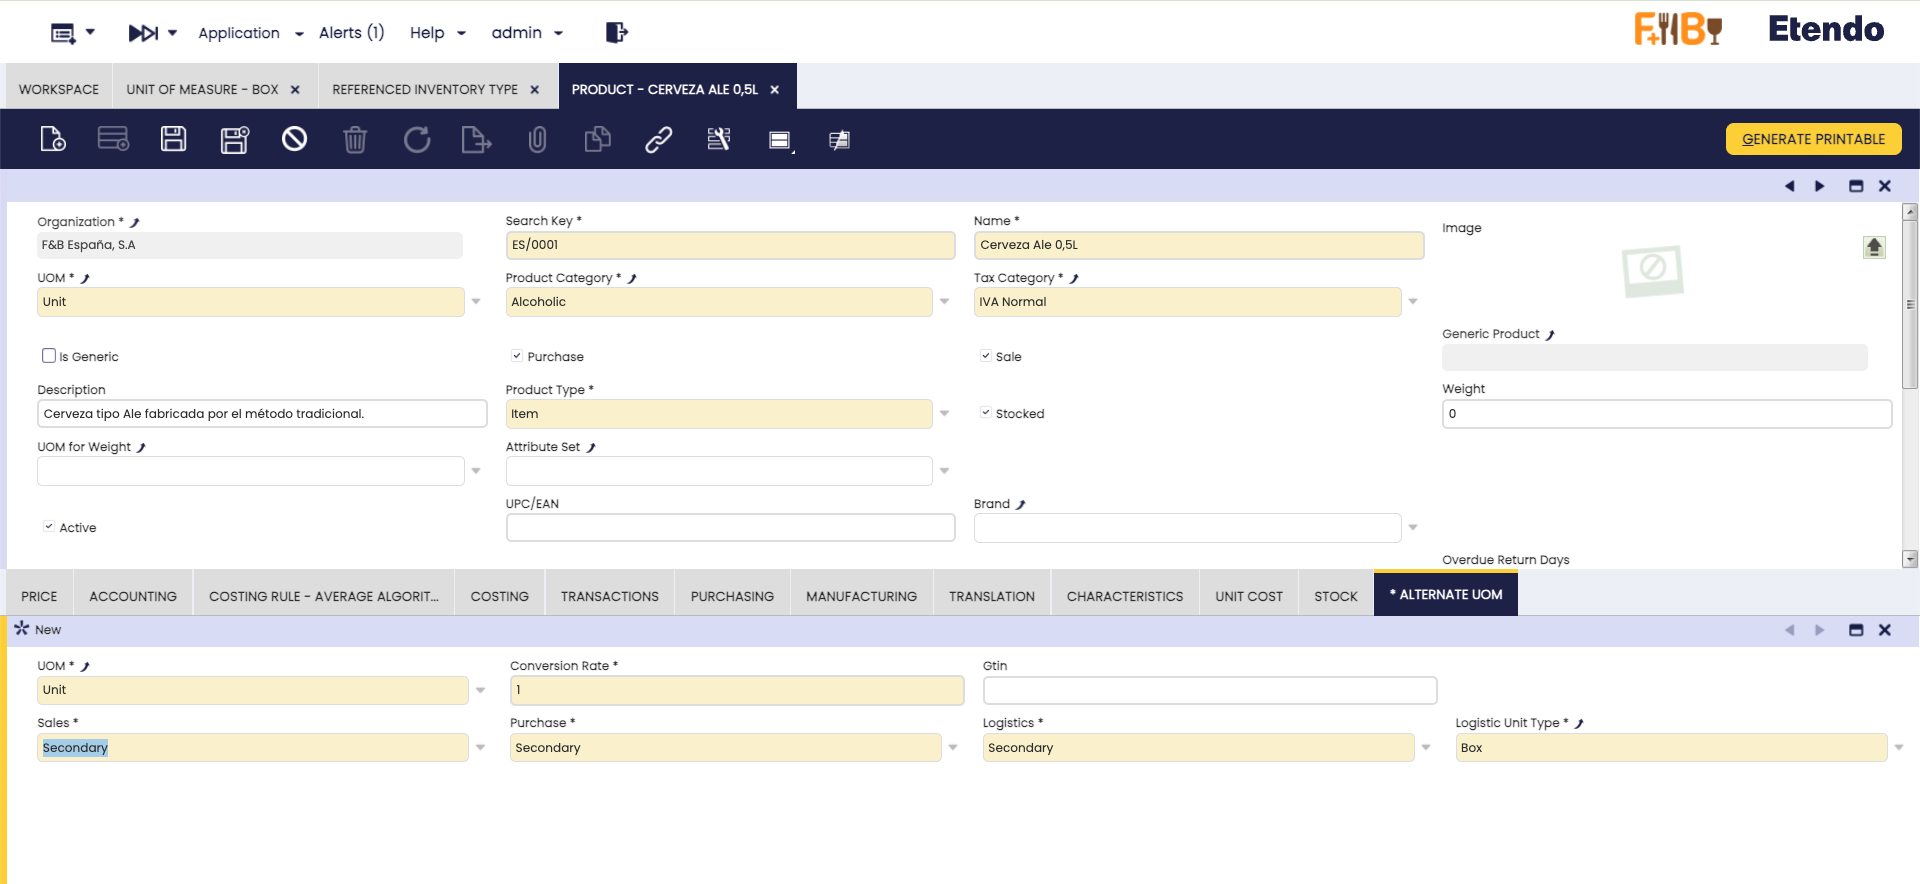 Application
Alerts (1)
Help
admin
F+B
Etendo
WORKSPACE
UNIT OF MEASURE - BOX
REFERENCED INVENTORY TYPE
PRODUCT - CERVEZA ALE 0,5L
GENERATE PRINTABLE
Organization *
Search Key *
Name *
Image
F&B España, S.A
ES/0001
Cerveza Ale 0,5L
UOM *
Product Category *
Tax Category *
Unit
Alcoholic
IVA Normal
Generic Product
Is Generic
Purchase
Sale
Description
Product Type *
Weight
Cerveza tipo Ale fabricada por el método tradicional.
Item
Stocked
0
UOM for Weight
Attribute Set
UPC/EAN
Brand
Active
Overdue Return Days
PRICE
ACCOUNTING
COSTING RULE - AVERAGE ALGORIT...
COSTING
TRANSACTIONS
PURCHASING
MANUFACTURING
TRANSLATION
CHARACTERISTICS
UNIT COST
STOCK
* ALTERNATE UOM
New
UOM *
Conversion Rate *
Gtin
Unit
1
Sales *
Purchase *
Logistics *
Logistic Unit Type *
Secondary
Secondary
Secondary
Box